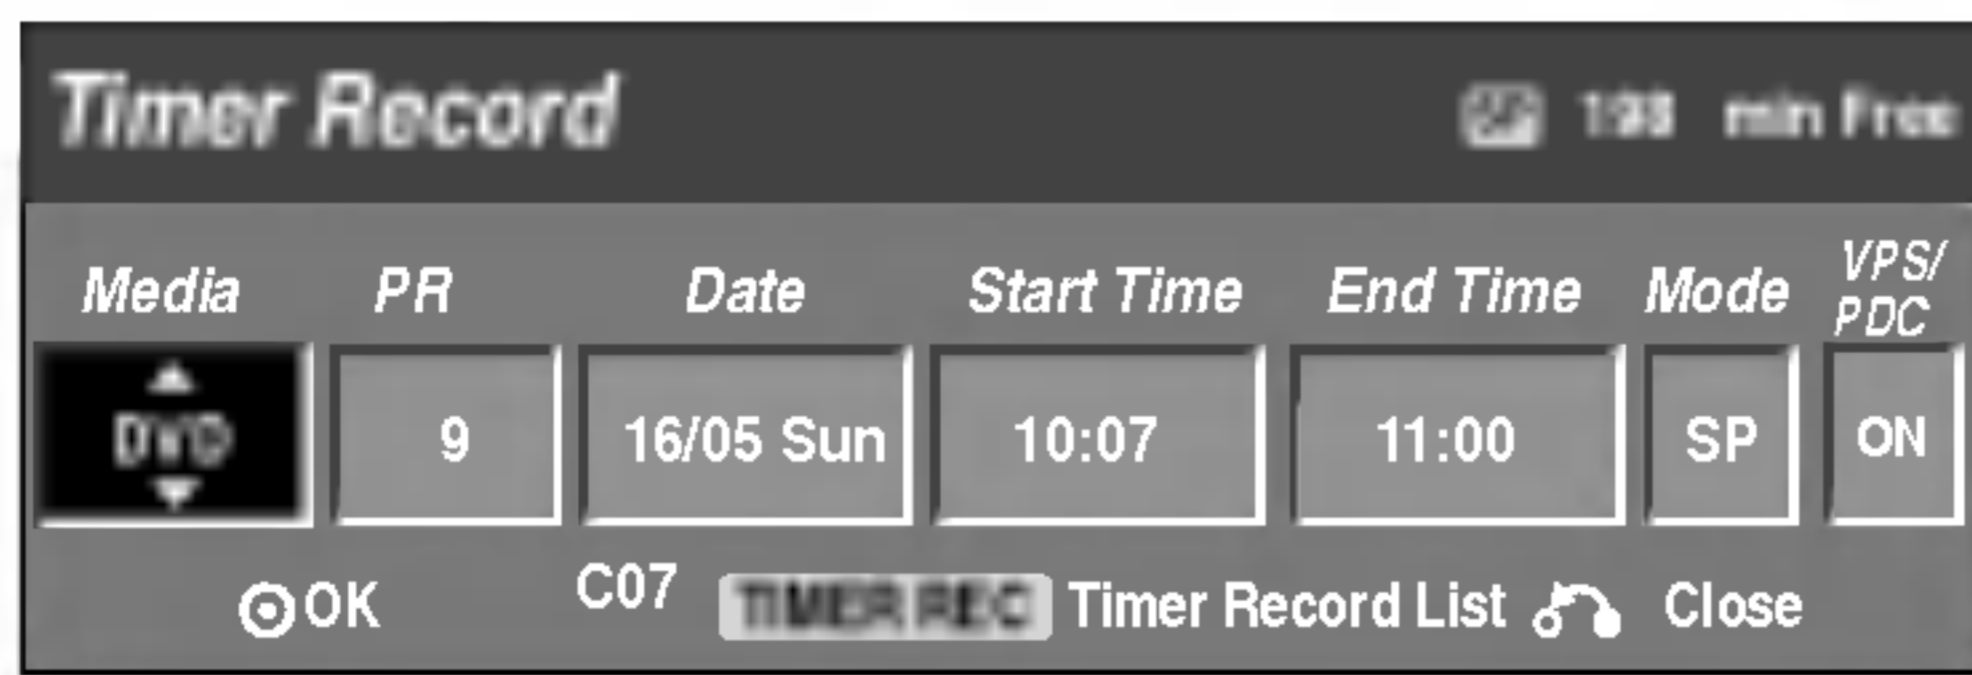 Timer Record 198 min Free
Media PR Date Start Time End Time Mode VPS/
PDC
DVD 9 16/05 Sun 10:07 11:00 SP ON
OK C07 TIMER REC Timer Record List Close